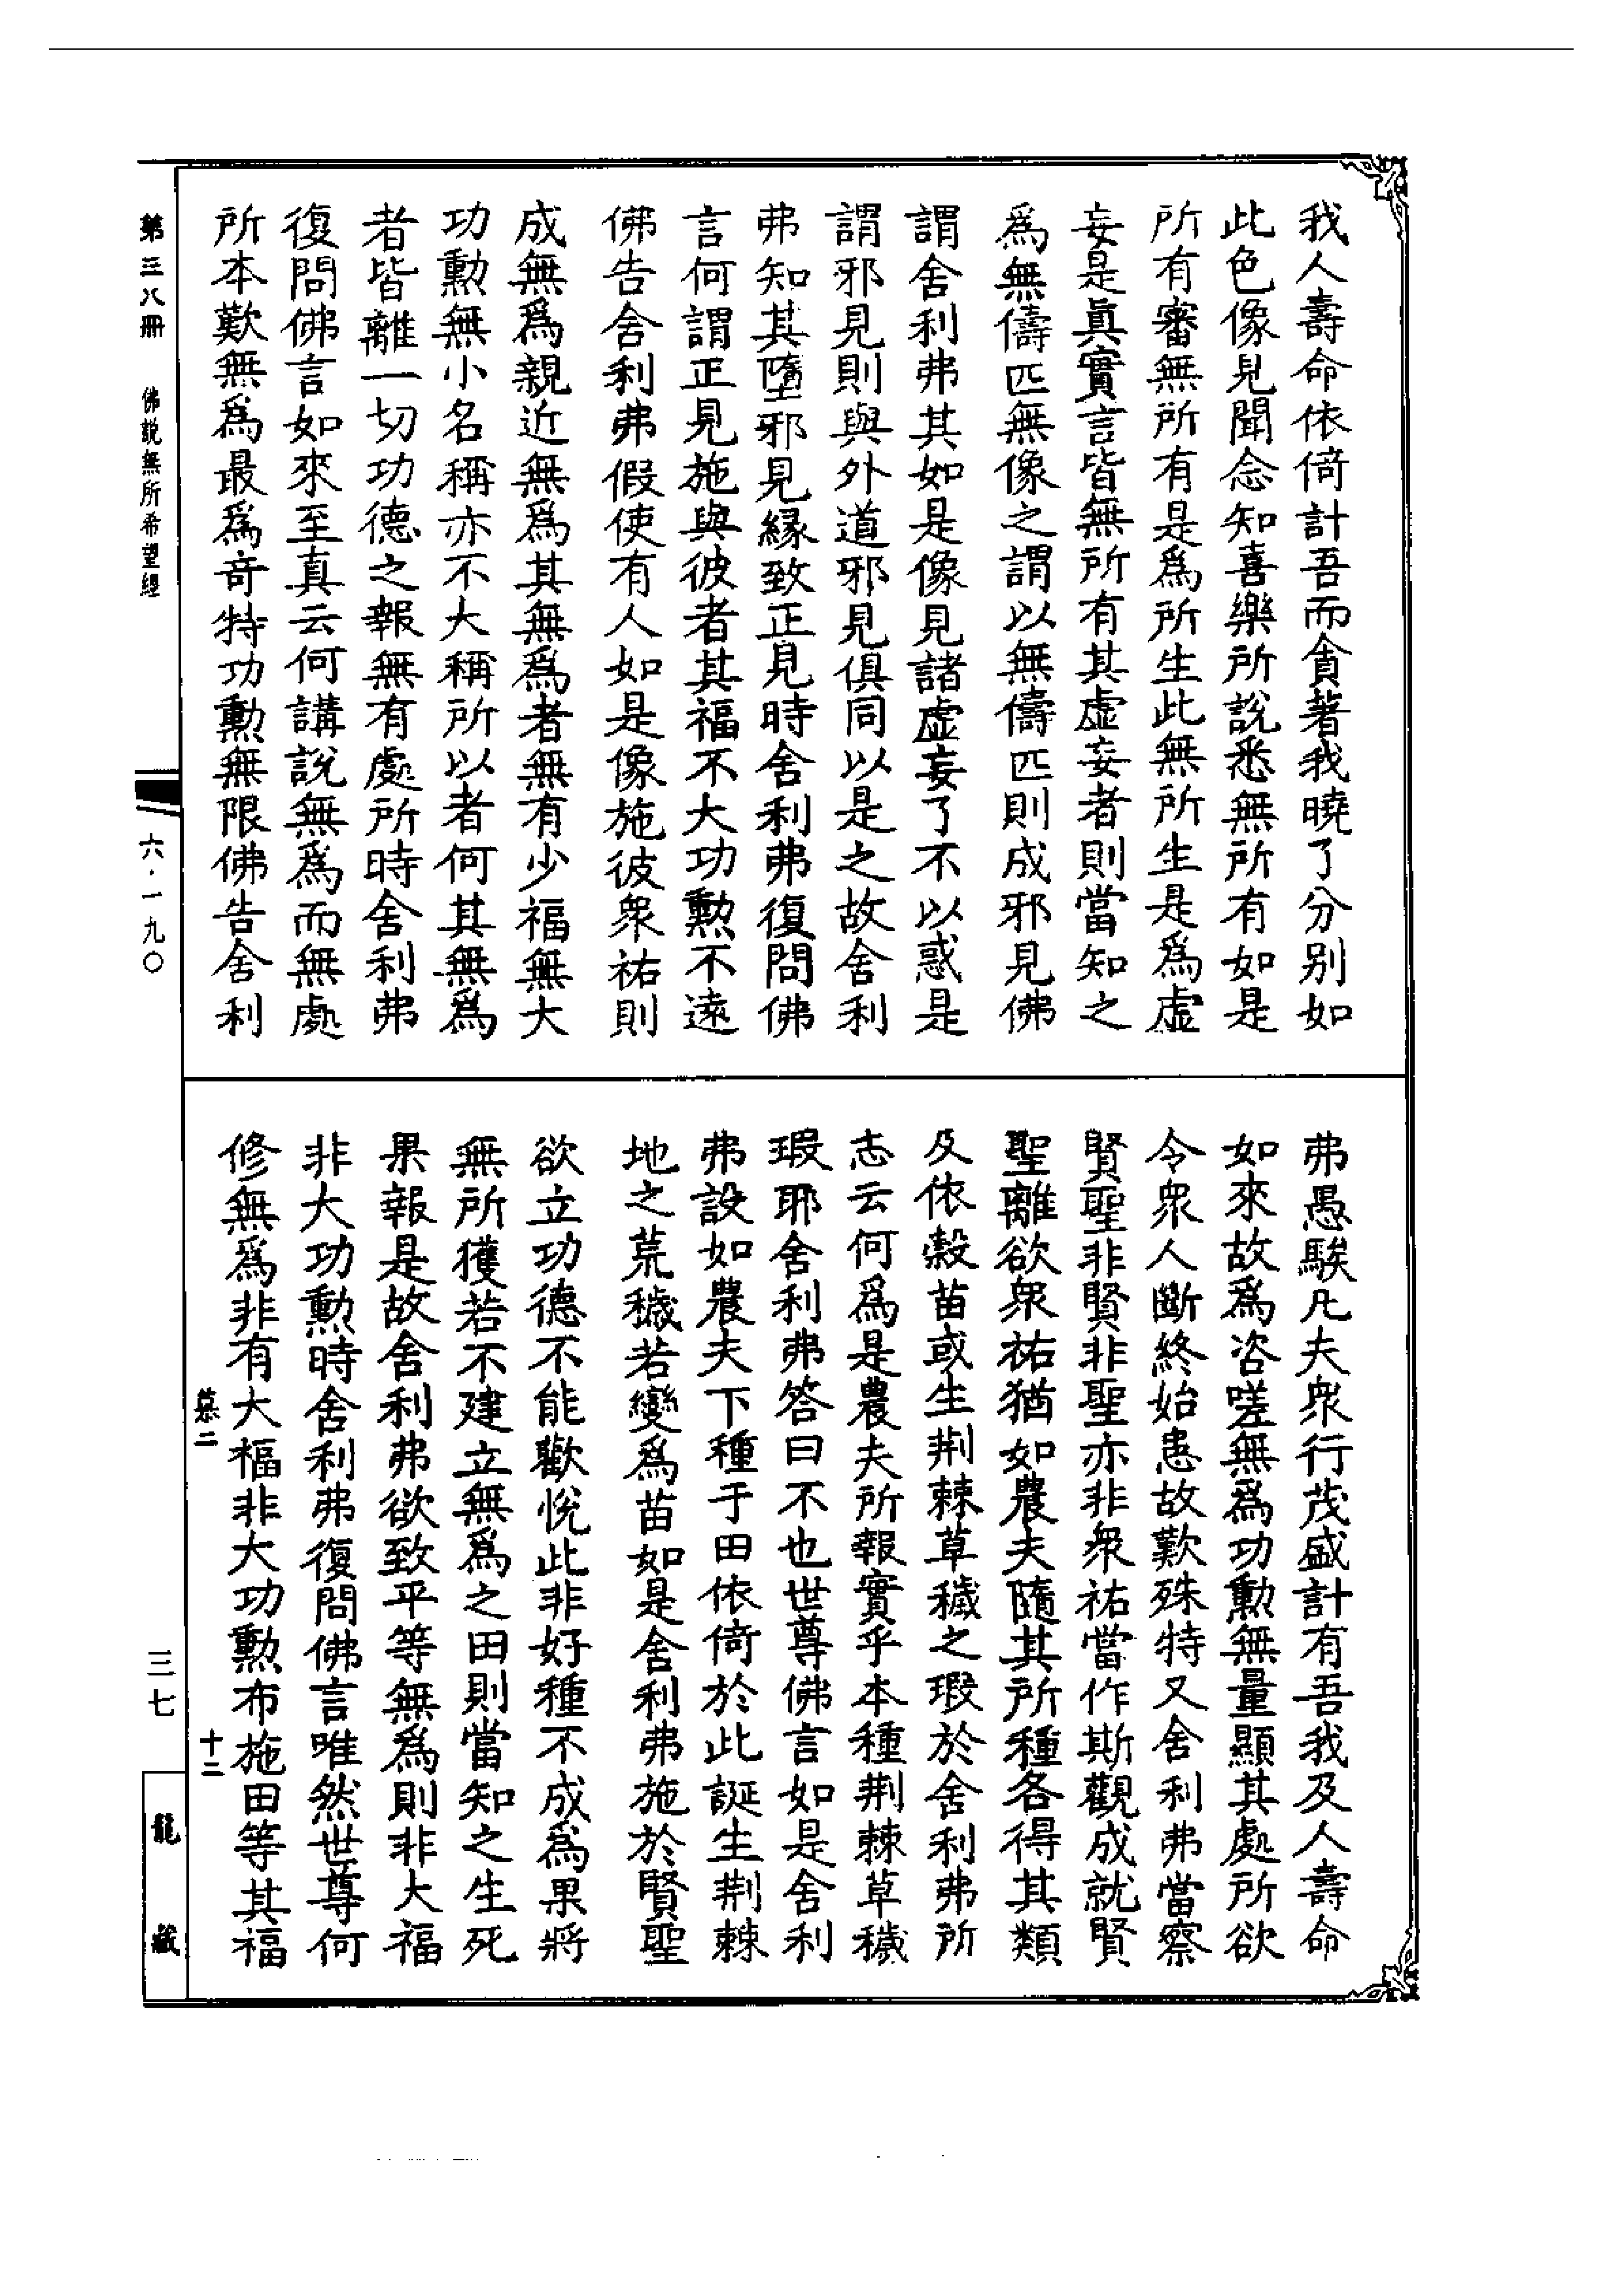 我人壽命依倚計吾而貪著我曉了分别如
此色像見聞念知喜樂所說悉無所有如是
所有審無所有是爲所生此無所生是爲虛
妄是眞實言皆無所有其虛妄者則當知之
爲無儔匹無像之謂以無儔匹則成邪見佛
謂舍利弗其如是像見諸虛妄了不以惑是
謂邪見則與外道邪見俱同以是之故舍利
弗知其墮邪見緣致正見時舍利弗復問佛
言何謂正見施與彼者其福不大功勳不遠
佛告舍利弗假使有人如是像施彼衆祐則
成無爲親近無爲其無爲者無有少福無大
功勳無小名稱亦不大稱所以者何其無爲
者皆離一切功德之報無有處所時舍利弗
復問佛言如來至真云何講說無爲而無處
所本歎無爲最爲奇特功勳無限佛告舍利
弗愚騃凡夫衆行茂盛計有吾我及人壽命
如來故爲咨嗟無爲功勳無量顯其處所欲
令衆人斷終始患故歎殊特又舍利弗當察
賢聖非賢非聖亦非衆祐當作斯觀成就賢
聖離欲衆祐猶如農夫隨其所種各得其類
及依穀苗或生荆棘草穢之瑕於舍利弗所
志云何爲是農夫所報實乎本種荆棘草穢
瑕耶舍利弗答曰不也世尊佛言如是舍利
弗設如農夫下種于田依倚於此誕生荆棘
地之荒穢若變爲苗如是舍利弗施於賢聖
欲立功德不能歡悅此非好種不成爲果將
無所獲若不建立無爲之田則當知之生死
果報是故舍利弗欲致平等無爲則非大福
非大功勳時舍利弗復問佛言唯然世尊何
修無爲非有大福非大功勳布施田等其福
慕二
十二
第三八冊
佛説無所希望經
六·一九〇
三七
龍藏